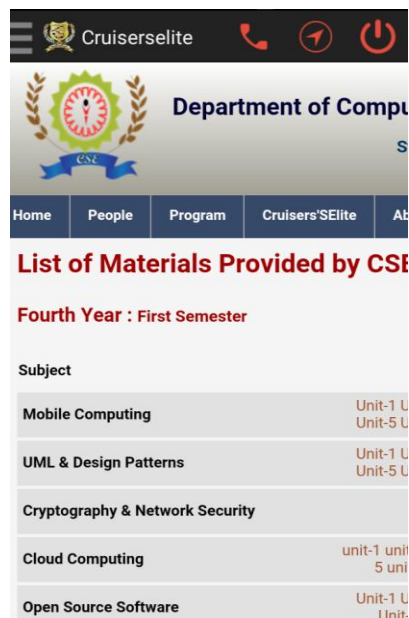 Cruiserselite
Department of Compu
CSE
Home People Program Cruisers'SElite Ab
List of Materials Provided by CSE
Fourth Year : First Semester
Subject
Mobile Computing Unit-1 U
Unit-5 U
UML & Design Patterns Unit-1 U
Unit-5 U
Cryptography & Network Security
Cloud Computing unit-1 unit
5 uni
Open Source Software Unit-1 U
Unit-